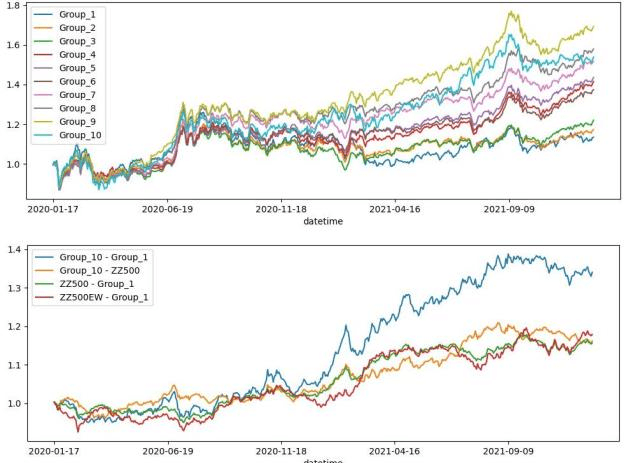 1.8
1.6
1.4
1.2
1.0
Group_1
Group_2
Group_3
Group_4
Group_5
Group_6
Group_7
Group_8
Group_9
Group_10
2020-01-17 2020-06-19 2020-11-18 2021-04-16 2021-09-09
datetime
1.4
1.3
1.2
1.1
1.0
Group_10 - Group_1
Group_10 - ZZ500
ZZ500 - Group_1
ZZ500EW - Group_1
2020-01-17 2020-06-19 2020-11-18 2021-04-16 2021-09-09
datetime